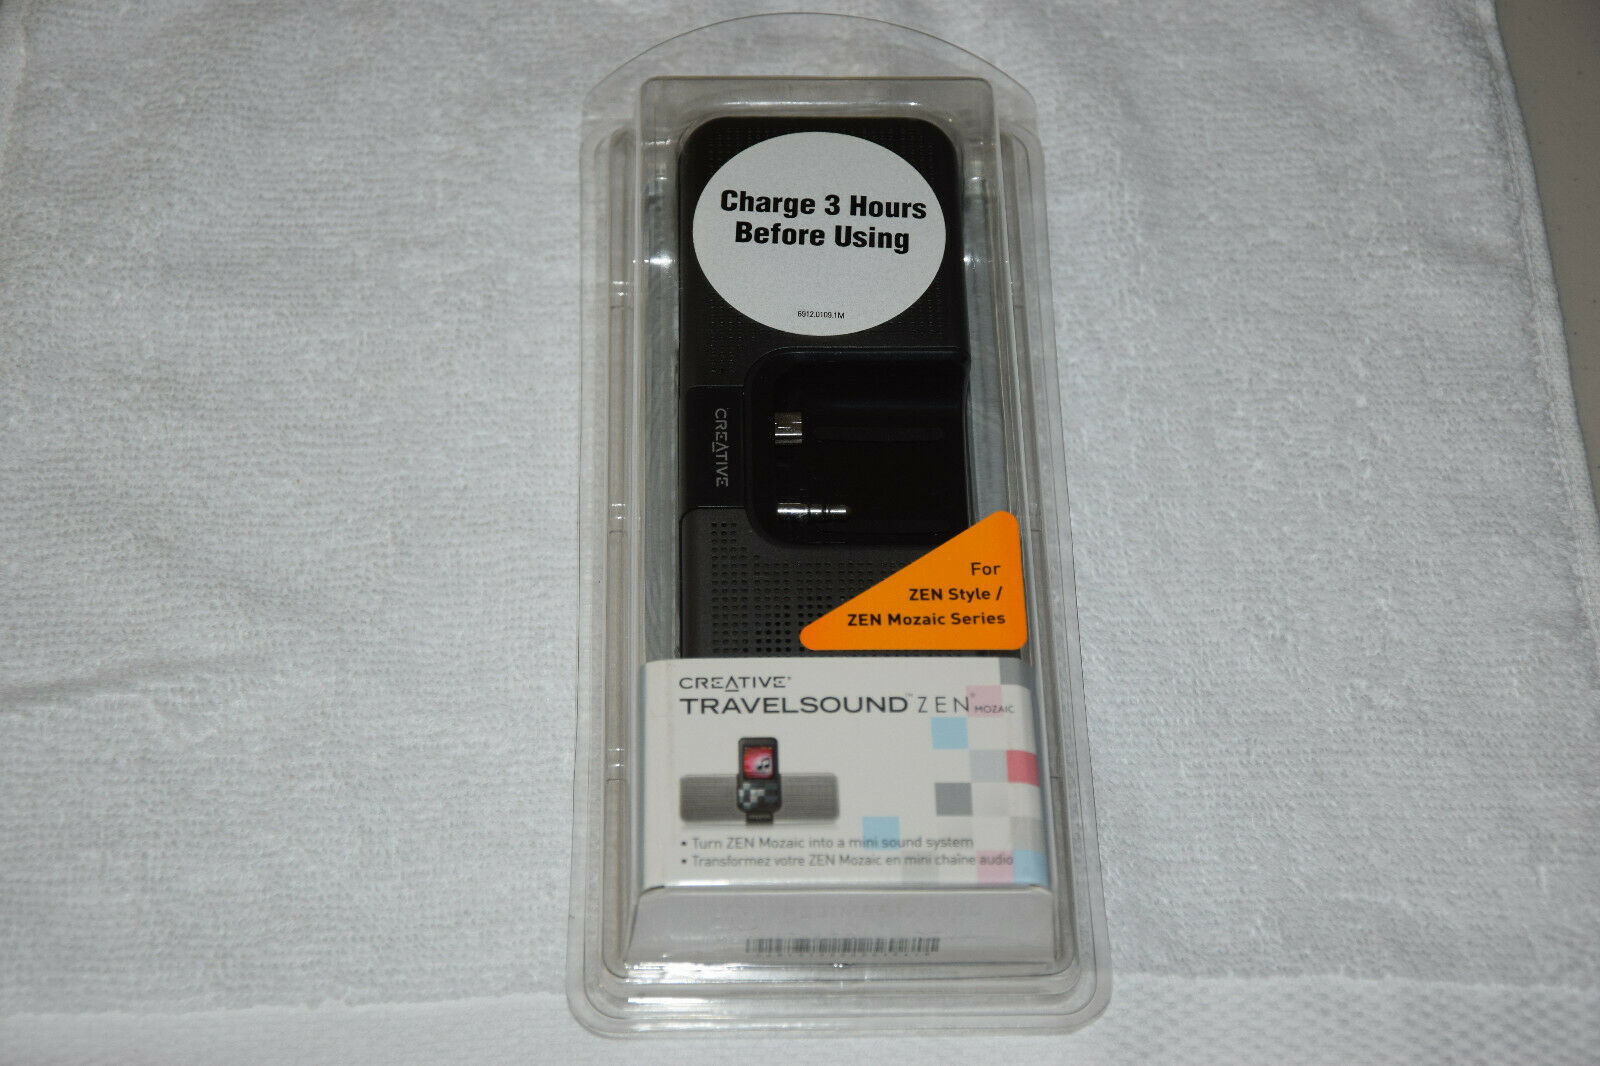 Charge 3 Hours
Before Using
6912.0109.1M
CREATIVE
For
ZEN Style /
ZEN Mozaic Series
CREATIVE®
TRAVELSOUND™ ZEN® MOZAIC
• Turn ZEN Mozaic into a mini sound system
• Transformez votre ZEN Mozaic en mini chaîne audio